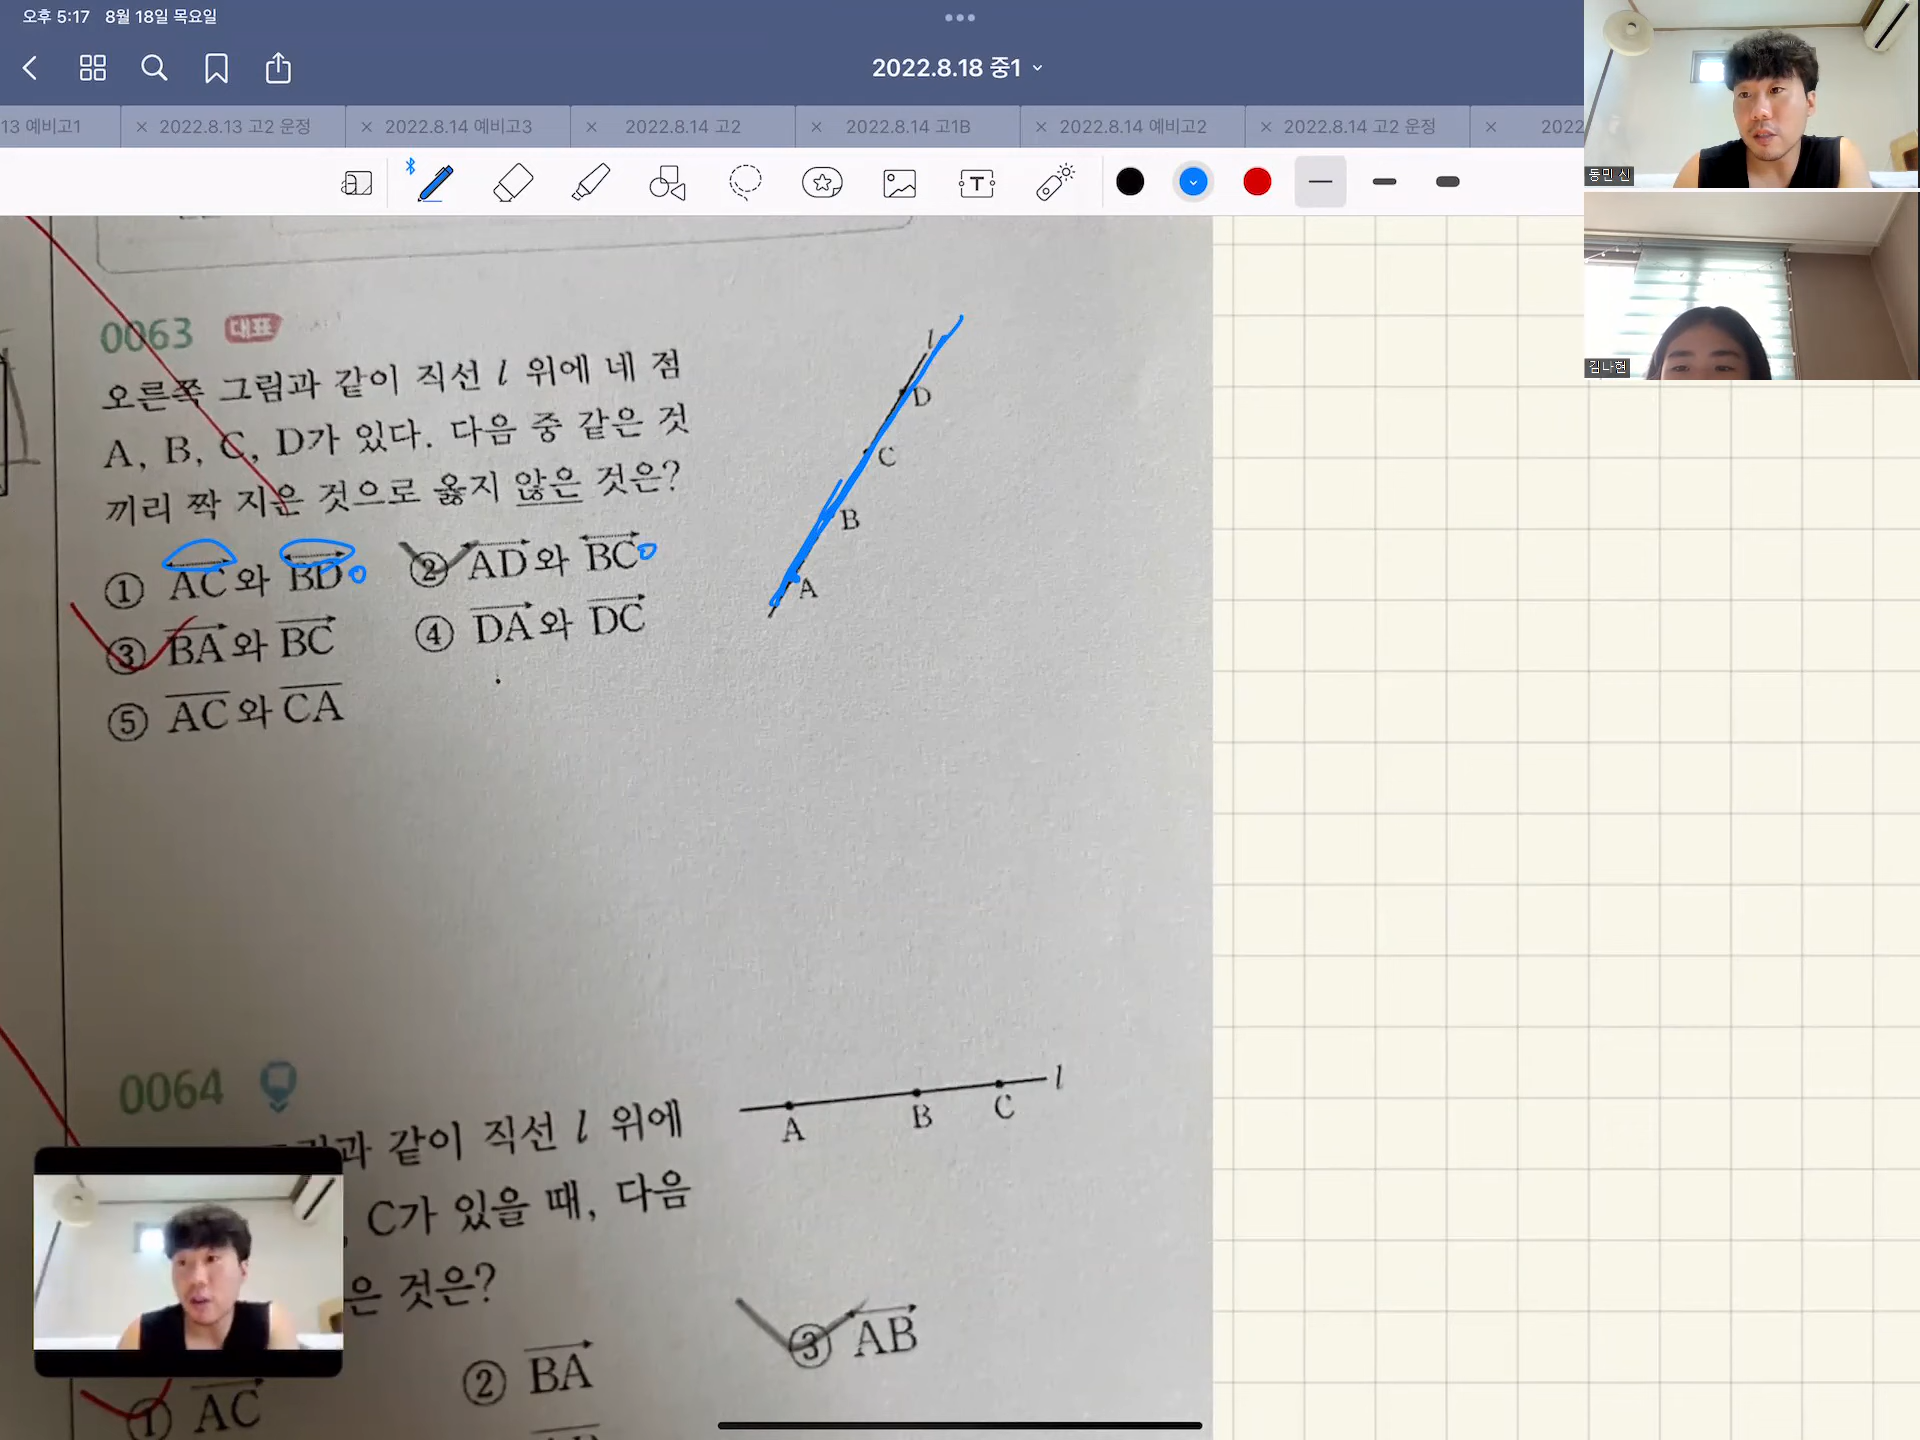 오후 5:17 8월 18일 목요일
2022.8.18 중1
13 예비고1
2022.8.13 고2 운정
2022.8.14 예비고3
2022.8.14 고2
2022.8.14 고1B
2022.8.14 예비고2
2022.8.14 고2 운정
2022
T
동민 신
김나현
0063 대표
오른쪽 그림과 같이 직선 l 위에 네 점
A, B, C, D가 있다. 다음 중 같은 것
끼리 짝 지은 것으로 옳지 않은 것은?
① AC와 BD
② AD와 BC
③ BA와 BC
④ DA와 DC
⑤ AC와 CA
l
D
C
B
A
0064
과 같이 직선 l 위에
, C가 있을 때, 다음
은 것은?
A B C l
① AC
② BA
③ AB